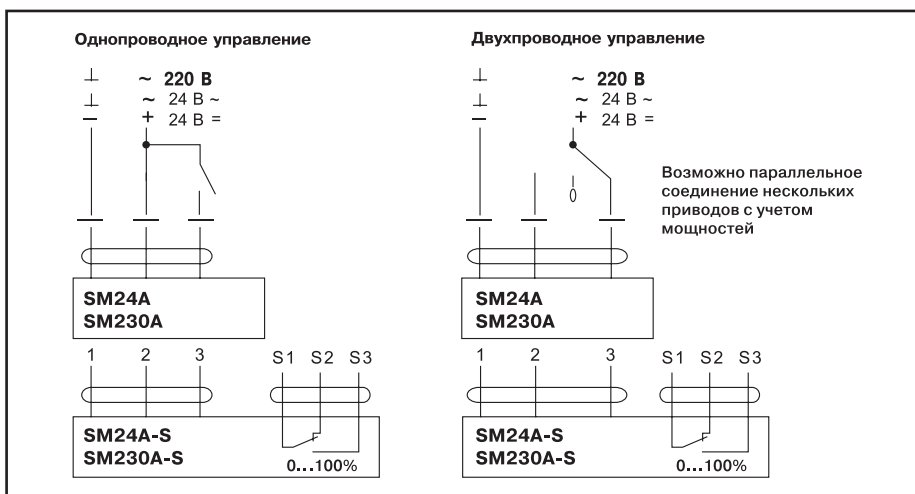 Однопроводное управление
⊥ ~ 220 В
⊥ ~ 24 В ~
– + 24 В =
SM24A
SM230A
1 2 3 S1 S2 S3
SM24A-S
SM230A-S
0...100%
Двухпроводное управление
⊥ ~ 220 В
⊥ ~ 24 В ~
– + 24 В =
0
Возможно параллельное
соединение нескольких
приводов с учетом
мощностей
SM24A
SM230A
1 2 3 S1 S2 S3
SM24A-S
SM230A-S
0...100%